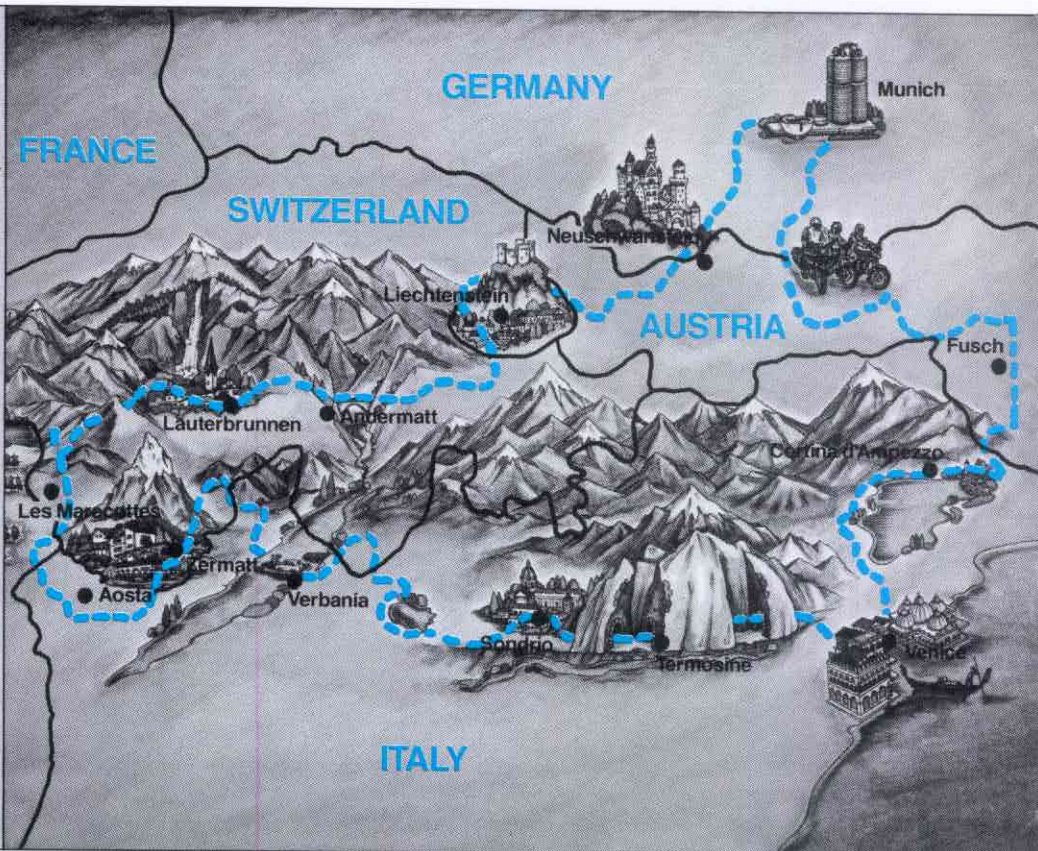 GERMANY
Munich
FRANCE
SWITZERLAND
Neuschwanstein
Liechtenstein
AUSTRIA
Fusch
Lauterbrunnen
Andermatt
Cortina d'Ampezzo
Les Marecottes
Zermatt
Aosta
Verbania
Sondrio
Termosine
Venice
ITALY